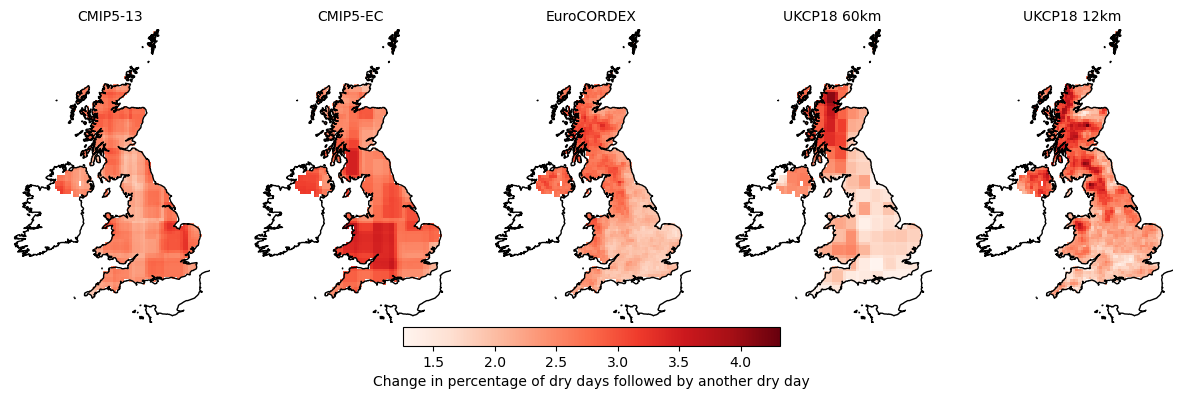 CMIP5-13 CMIP5-EC EuroCORDEX UKCP18 60km UKCP18 12km
1.5 2.0 2.5 3.0 3.5 4.0
Change in percentage of dry days followed by another dry day